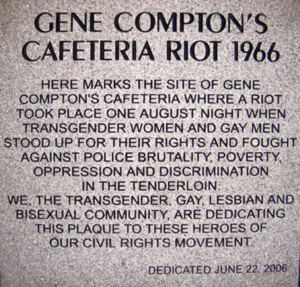 GENE COMPTON'S
CAFETERIA RIOT 1966
HERE MARKS THE SITE OF GENE
COMPTON'S CAFETERIA WHERE A RIOT
TOOK PLACE ONE AUGUST NIGHT WHEN
TRANSGENDER WOMEN AND GAY MEN
STOOD UP FOR THEIR RIGHTS AND FOUGHT
AGAINST POLICE BRUTALITY, POVERTY,
OPPRESSION AND DISCRIMINATION
IN THE TENDERLOIN.
WE, THE TRANSGENDER, GAY, LESBIAN AND
BISEXUAL COMMUNITY, ARE DEDICATING
THIS PLAQUE TO THESE HEROES OF
OUR CIVIL RIGHTS MOVEMENT.
DEDICATED JUNE 22, 2006